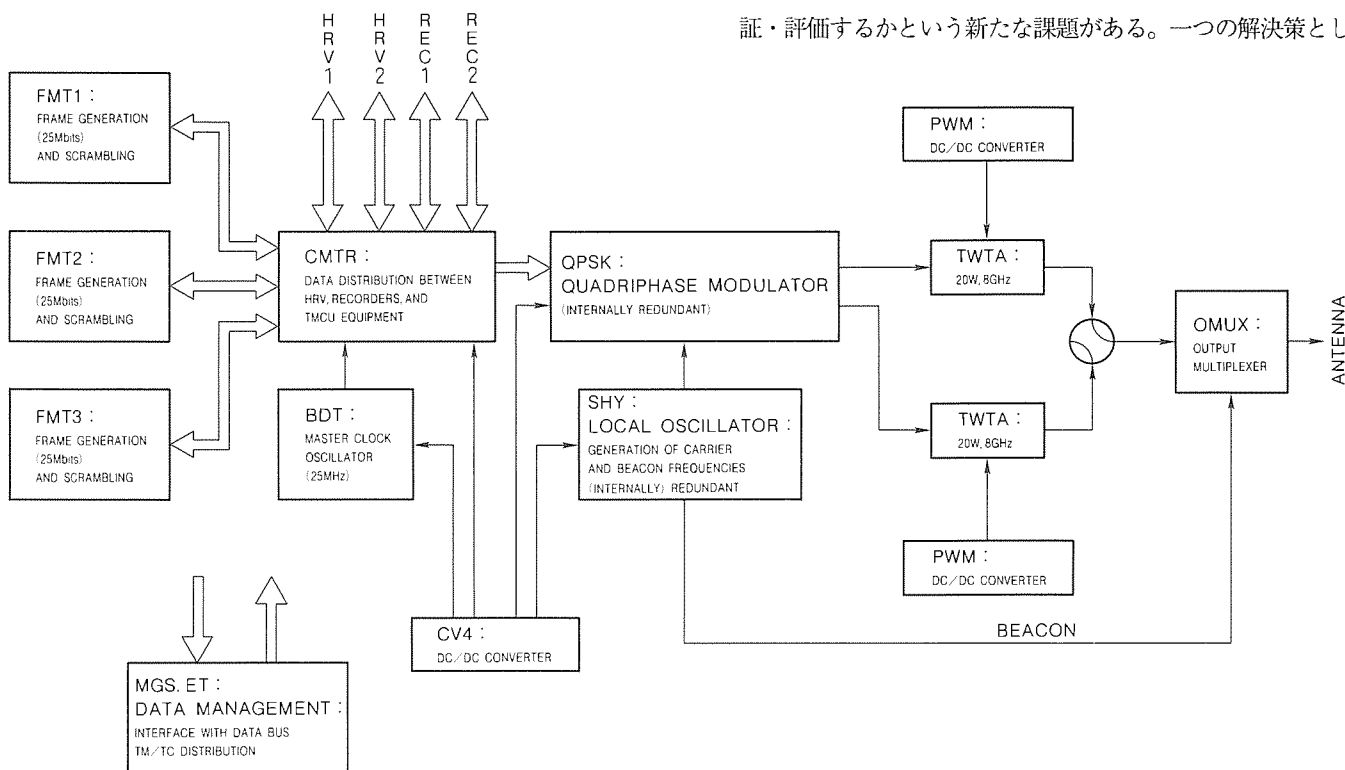 証・評価するかという新たな課題がある。一つの解決策とし
HRV1
HRV2
REC1
REC2
FMT1：
FRAME GENERATION
(25Mbits)
AND SCRAMBLING
FMT2：
FRAME GENERATION
(25Mbits)
AND SCRAMBLING
FMT3：
FRAME GENERATION
(25Mbits)
AND SCRAMBLING
CMTR：
DATA DISTRIBUTION BETWEEN
HRV, RECORDERS, AND
TMCU EQUIPMENT
BDT：
MASTER CLOCK
OSCILLATOR
(25MHz)
QPSK：
QUADRIPHASE MODULATOR
(INTERNALLY REDUNDANT)
SHY：
LOCAL OSCILLATOR：
GENERATION OF CARRIER
AND BEACON FREQUENCIES
(INTERNALLY) REDUNDANT
PWM：
DC/DC CONVERTER
TWTA：
20W, 8GHz
TWTA：
20W, 8GHz
PWM：
DC/DC CONVERTER
OMUX：
OUTPUT
MULTIPLEXER
ANTENNA
CV4：
DC/DC CONVERTER
BEACON
MGS. ET：
DATA MANAGEMENT：
INTERFACE WITH DATA BUS
TM/TC DISTRIBUTION